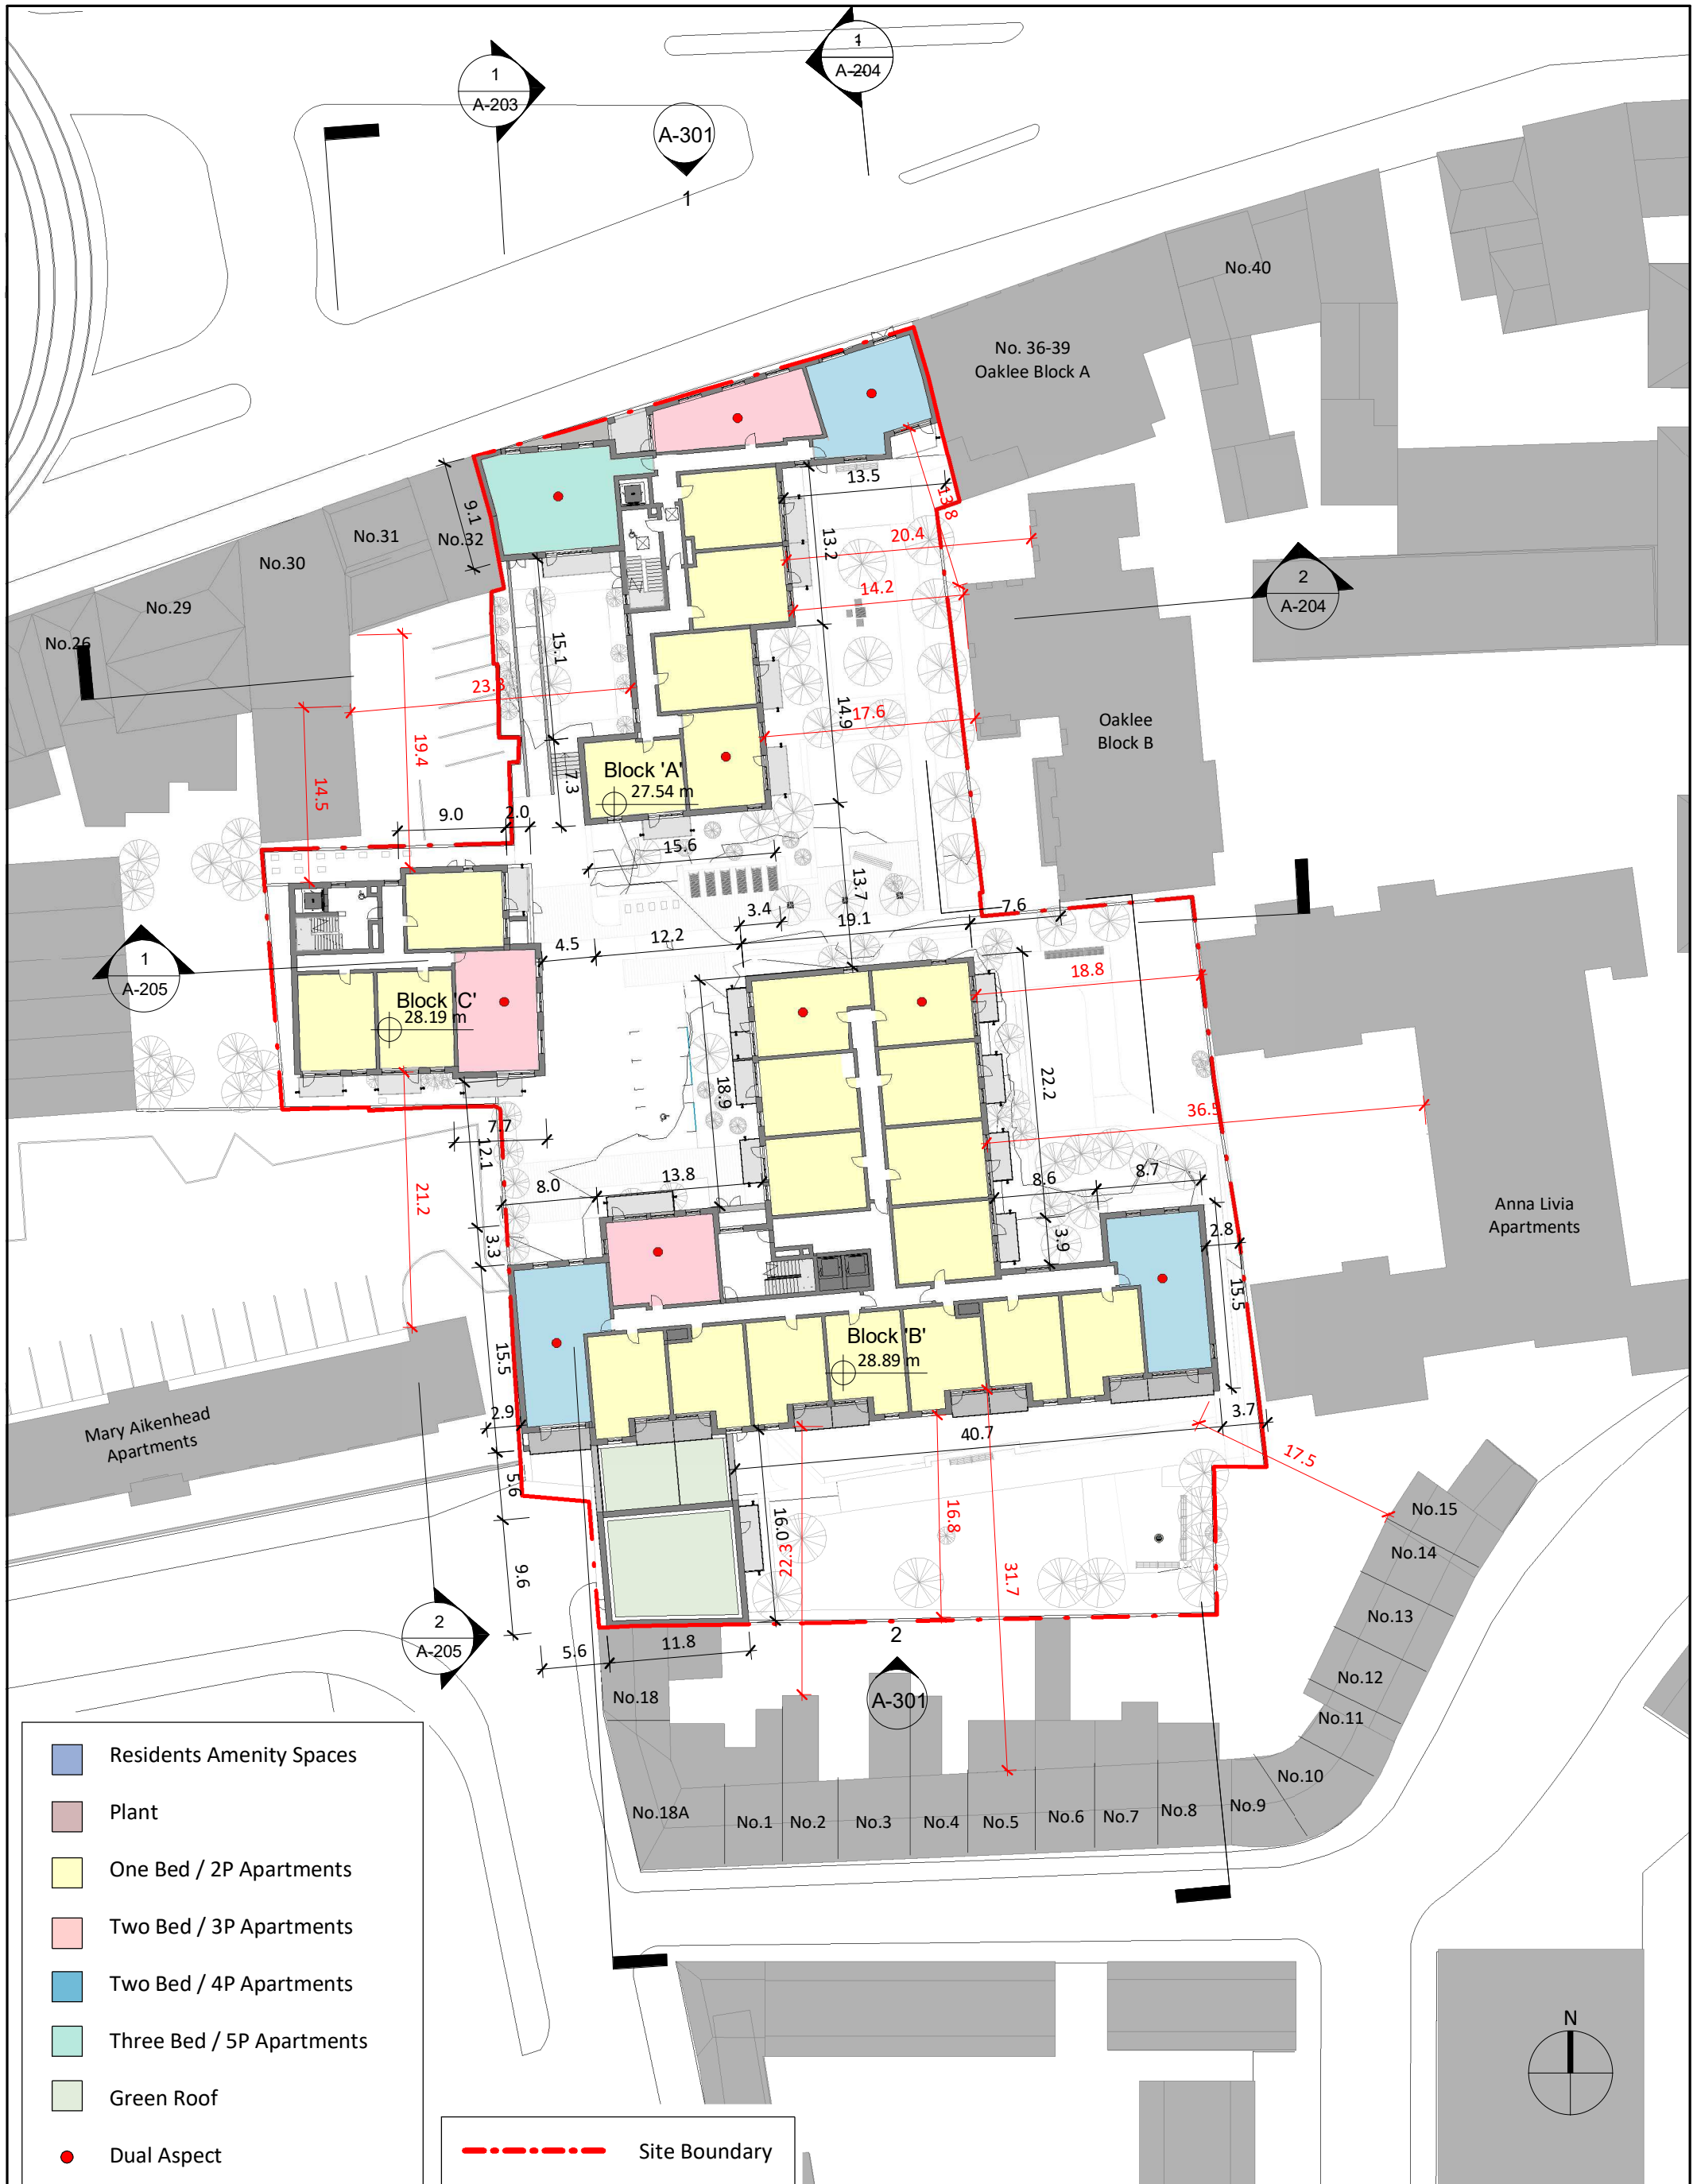 1
A-204
1
A-203
A-301
1
No.40
No. 36-39
Oaklee Block A
13.5
13.8
9.1
No.31
No.32
20.4
13.2
No.30
14.2
2
A-204
No.29
No.26
15.1
23.8
14.9
17.6
Oaklee
Block B
19.4
Block 'A'
27.54 m
7.3
14.5
9.0
2.0
15.6
13.7
3.4
19.1
7.6
4.5
12.2
1
A-205
18.8
Block 'C'
28.19 m
18.9
22.2
36.5
7.7
12.1
8.0
13.8
8.6
8.7
21.2
Anna Livia
Apartments
3.3
3.9
2.8
15.5
Block 'B'
28.89 m
15.5
2.9
Mary Aikenhead
Apartments
40.7
3.7
17.5
5.6
16.0
22.3
16.8
31.7
No.15
No.14
9.6
No.13
2
A-205
5.6
11.8
2
A-301
No.12
No.11
No.18
No.10
No.18A
No.1
No.2
No.3
No.4
No.5
No.6
No.7
No.8
No.9
Residents Amenity Spaces
Plant
One Bed / 2P Apartments
Two Bed / 3P Apartments
Two Bed / 4P Apartments
Three Bed / 5P Apartments
Green Roof
Dual Aspect
Site Boundary
N